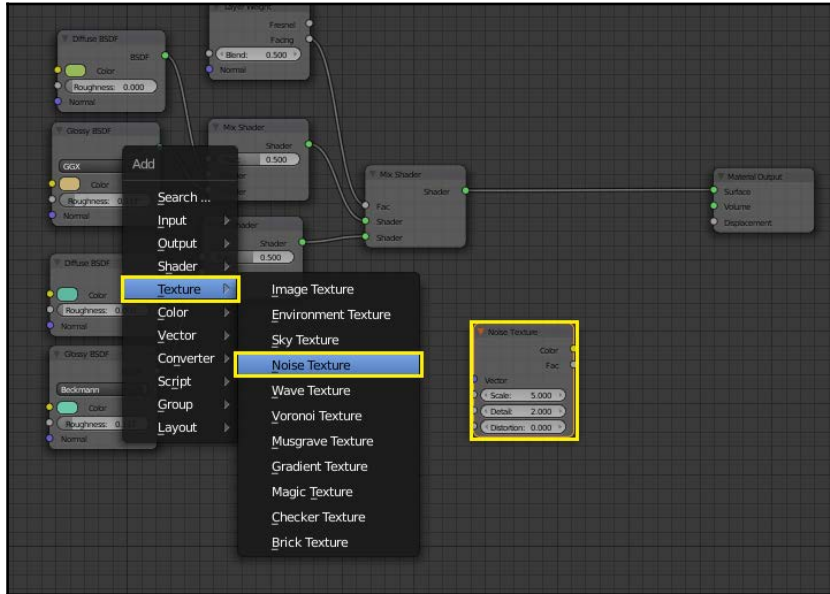 Layer Weight
Fresnel
Facing
Blend: 0.500
Normal
Diffuse BSDF
BSDF
Color
Roughness: 0.000
Normal
Glossy BSDF
GGX
Color
Roughness:
Normal
Mix Shader
Shader
0.500
Shader
0.500
Mix Shader
Shader
Fac
Shader
Shader
Material Output
Surface
Volume
Displacement
Diffuse BSDF
Color
Roughness:
Normal
Glossy BSDF
Beckmann
Color
Roughness:
Normal
Add
Search ...
Input
Output
Shader
Texture
Color
Vector
Converter
Script
Group
Layout
Image Texture
Environment Texture
Sky Texture
Noise Texture
Wave Texture
Voronoi Texture
Musgrave Texture
Gradient Texture
Magic Texture
Checker Texture
Brick Texture
Noise Texture
Color
Fac
Vector
Scale: 5.000
Detail: 2.000
Distortion: 0.000